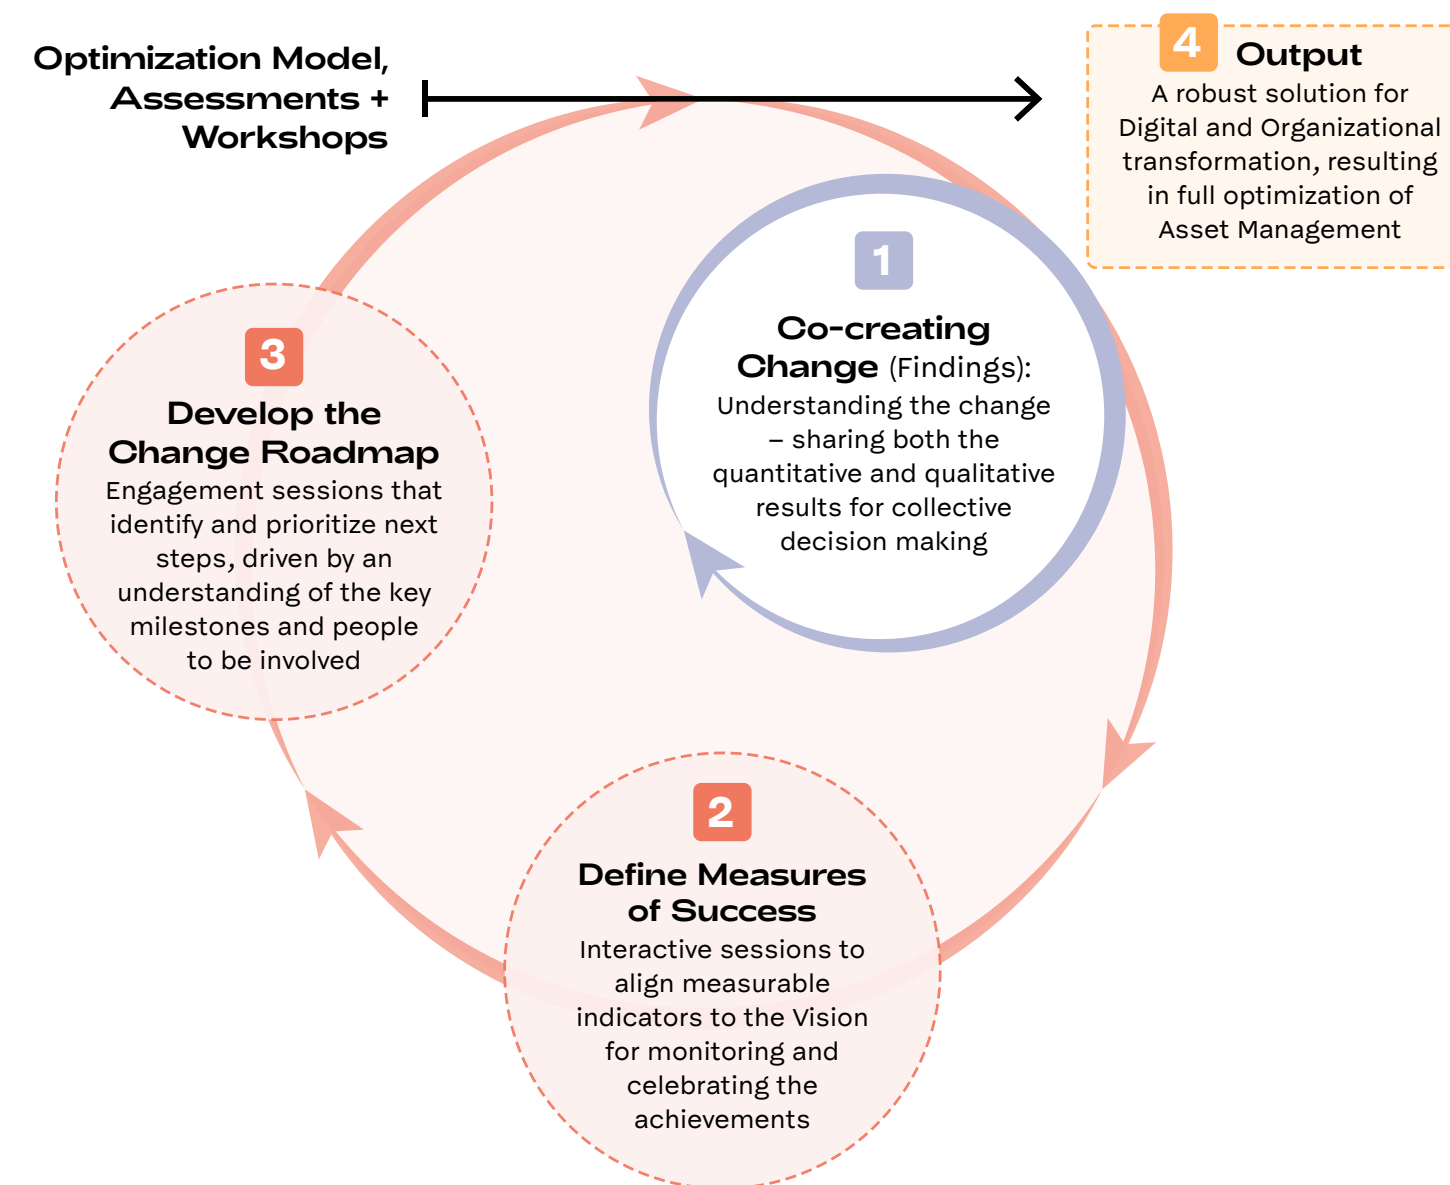 Optimization Model,
Assessments +
Workshops
4
Output
A robust solution for
Digital and Organizational
transformation, resulting
in full optimization of
Asset Management
1
Co-creating
Change (Findings):
Understanding the change
– sharing both the
quantitative and qualitative
results for collective
decision making
3
Develop the
Change Roadmap
Engagement sessions that
identify and prioritize next
steps, driven by an
understanding of the key
milestones and people
to be involved
2
Define Measures
of Success
Interactive sessions to
align measurable
indicators to the Vision
for monitoring and
celebrating the
achievements